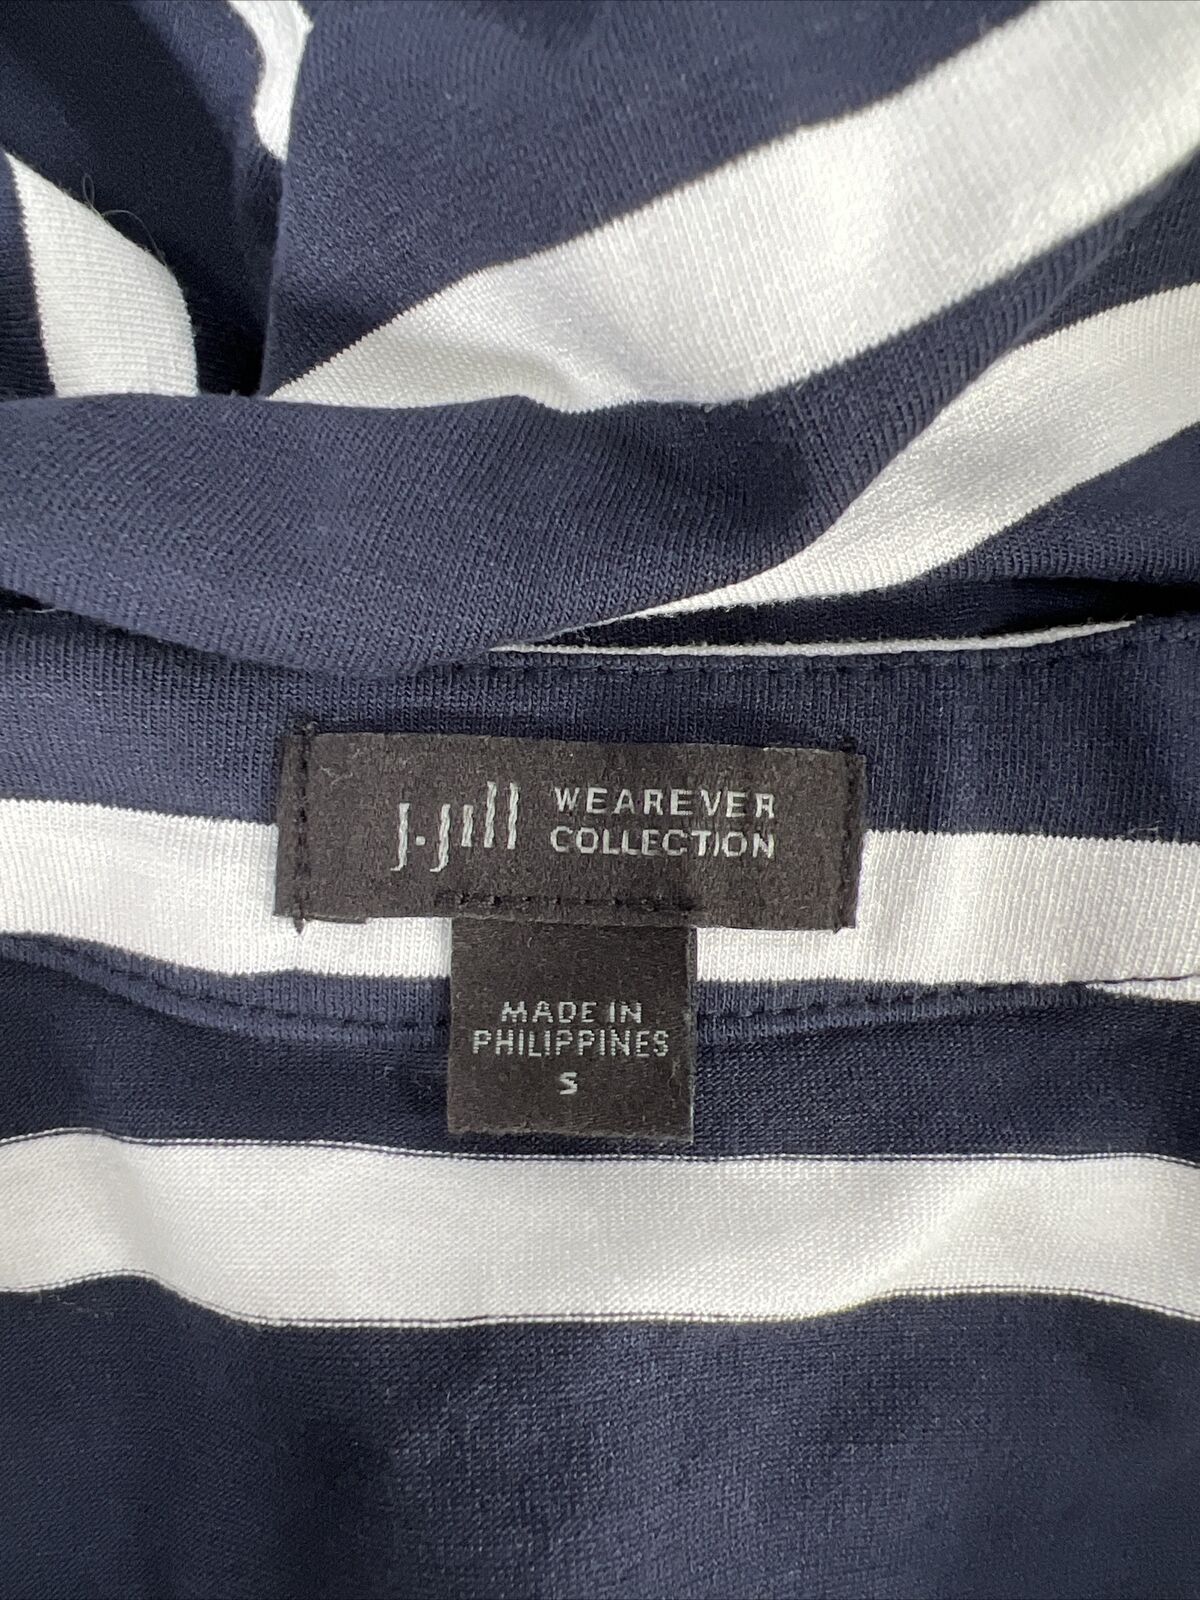 J.Jill WEAREVER
COLLECTION
MADE IN
PHILIPPINES
S